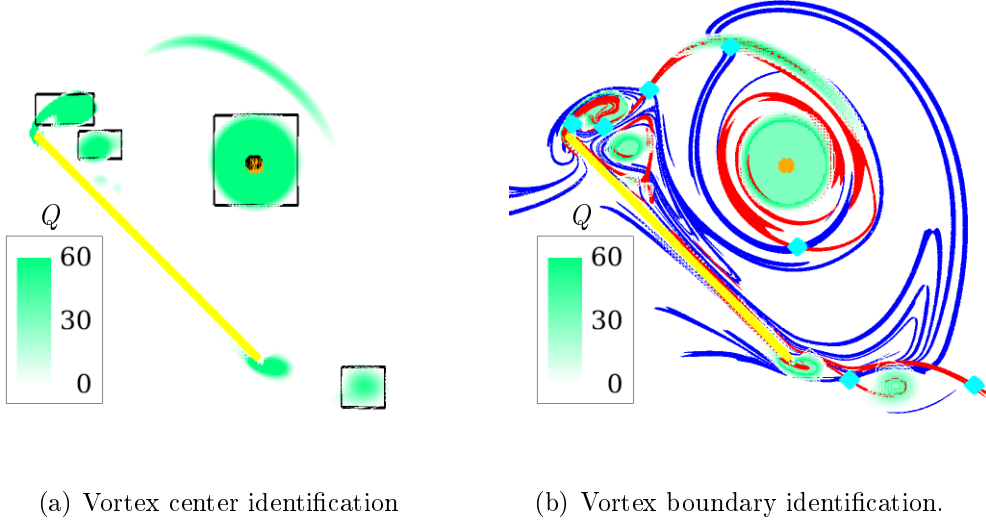 Q
60
30
0
Q
60
30
0
(a) Vortex center identification
(b) Vortex boundary identification.